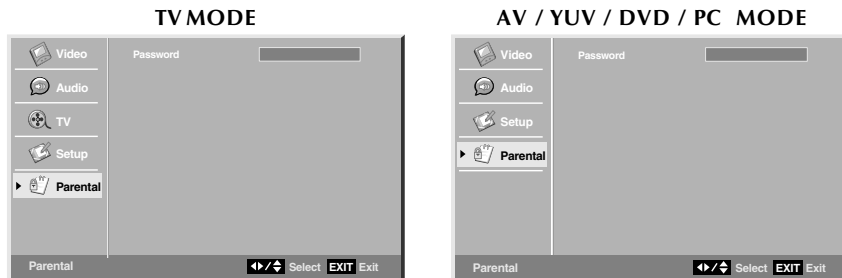 TV MODE
Video
Password
Audio
TV
Setup
Parental
Parental
Select EXIT Exit
AV / YUV / DVD / PC MODE
Video
Password
Audio
Setup
Parental
Parental
Select EXIT Exit